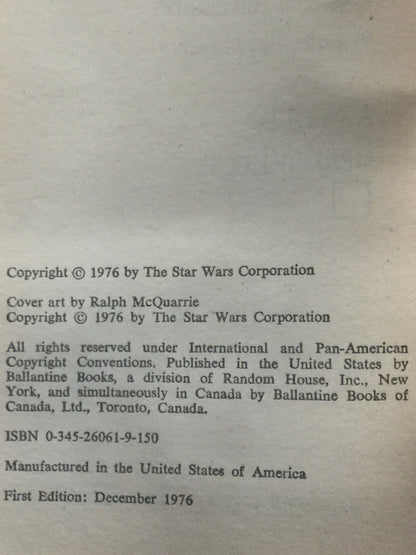 Copyright © 1976 by The Star Wars Corporation
Cover art by Ralph McQuarrie
Copyright © 1976 by The Star Wars Corporation
All rights reserved under International and Pan-American
Copyright Conventions. Published in the United States by
Ballantine Books, a division of Random House, Inc., New
York, and simultaneously in Canada by Ballantine Books of
Canada, Ltd., Toronto, Canada.
ISBN 0-345-26061-9-150
Manufactured in the United States of America
First Edition: December 1976